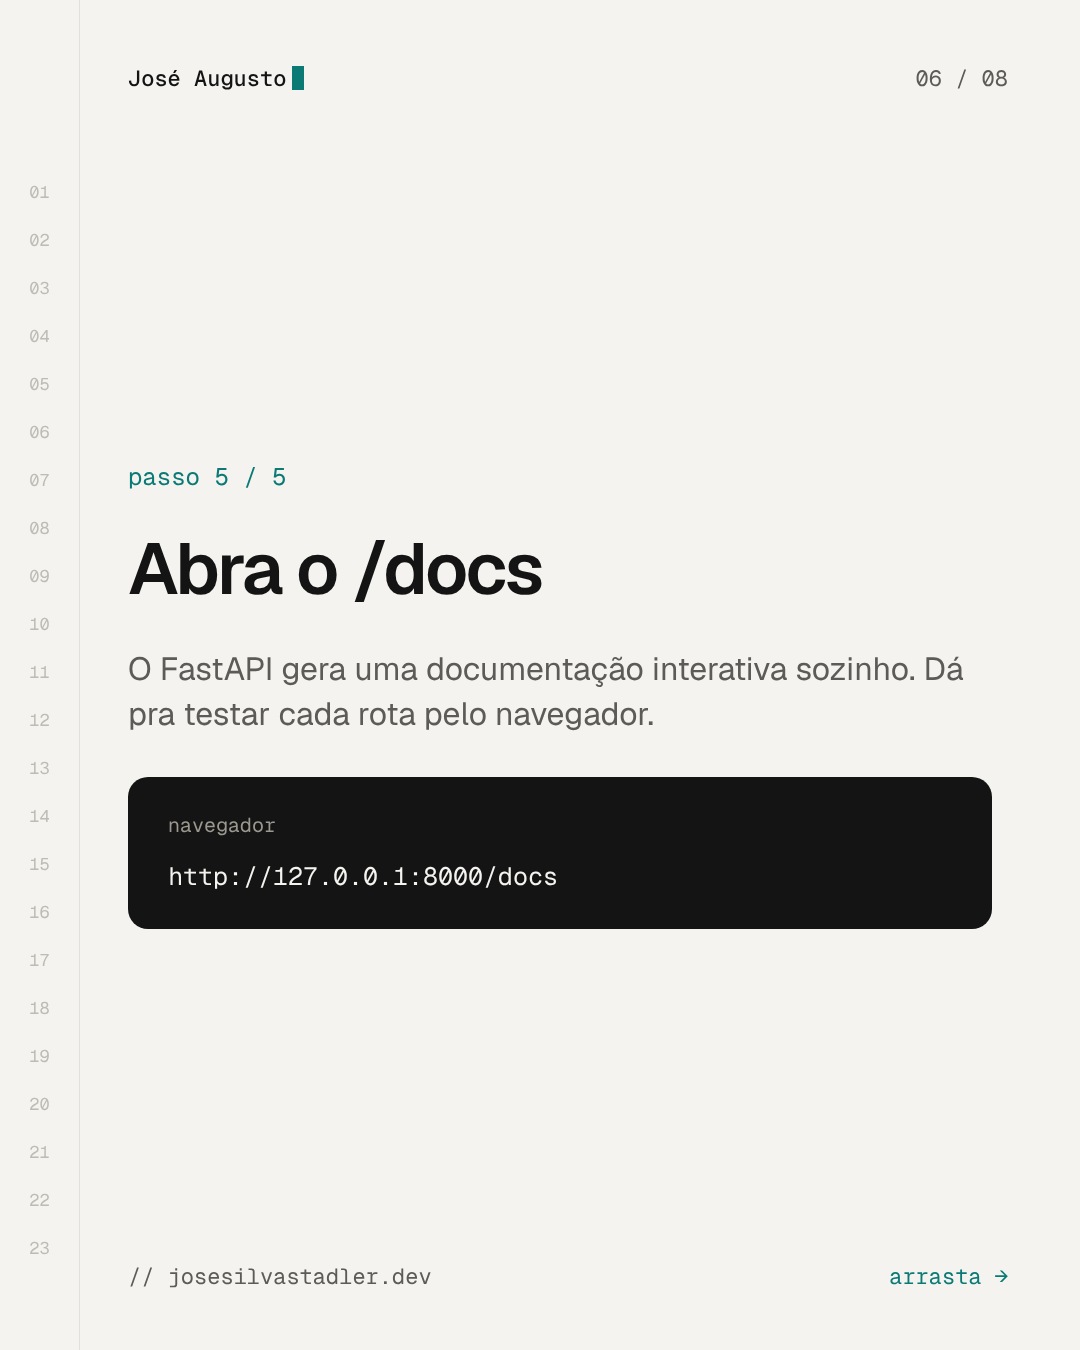 José Augusto
06 / 08
01
02
03
04
05
06
07
08
09
10
11
12
13
14
15
16
17
18
19
20
21
22
23
passo 5 / 5
Abra o /docs
O FastAPI gera uma documentação interativa sozinho. Dá
pra testar cada rota pelo navegador.
navegador
http://127.0.0.1:8000/docs
// josesilvastadler.dev
arrasta →